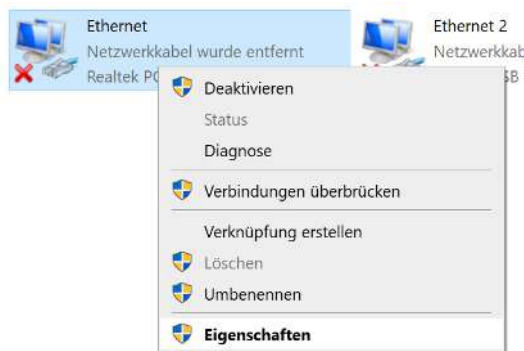 Ethernet
Netzwerkkabel wurde entfernt
Realtek
Ethernet 2
Deaktivieren
Status
Diagnose
Verbindungen überbrücken
Verknüpfung erstellen
Löschen
Umbenennen
Eigenschaften